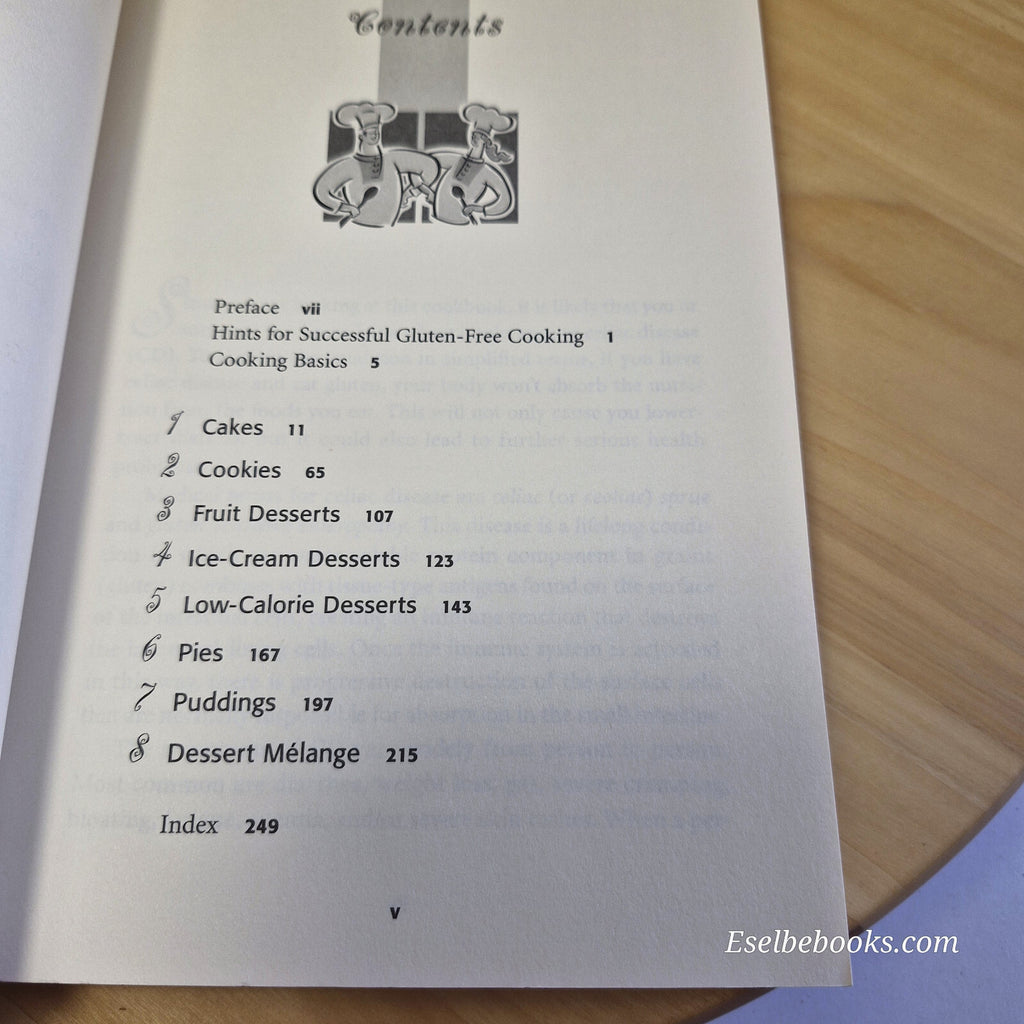 Contents
Preface vii
Hints for Successful Gluten-Free Cooking 1
Cooking Basics 5
1 Cakes 11
2 Cookies 65
3 Fruit Desserts 107
4 Ice-Cream Desserts 123
5 Low-Calorie Desserts 143
6 Pies 167
7 Puddings 197
8 Dessert Mélange 215
Index 249
v
Eselbebooks.com